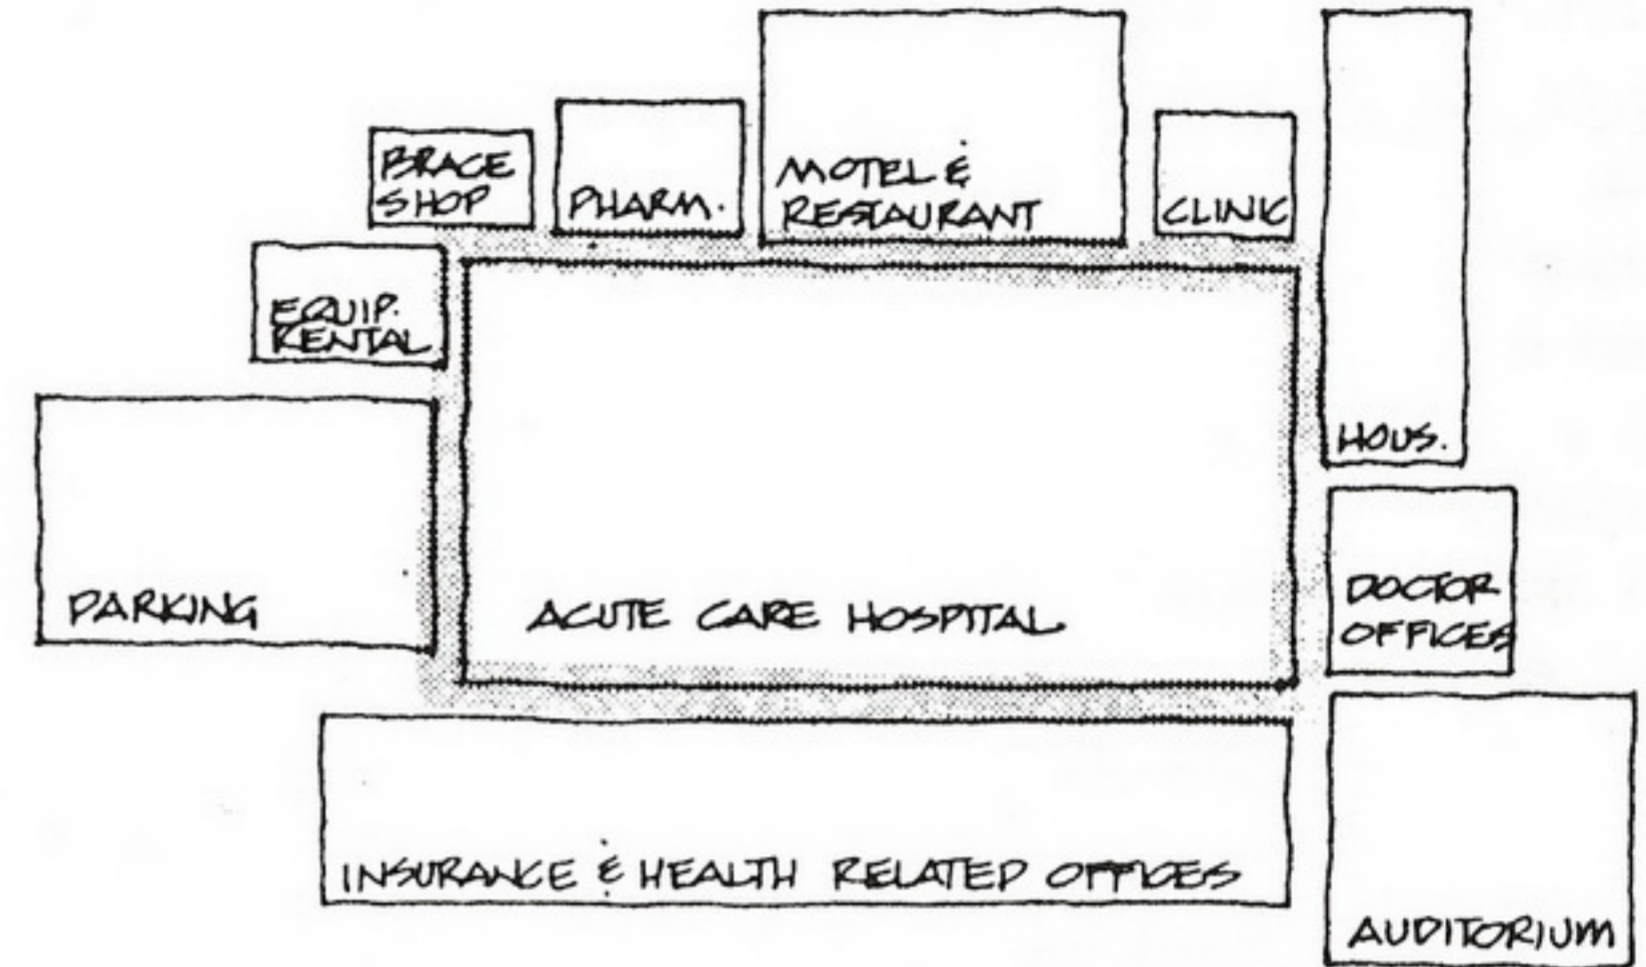 BRACE
SHOP
PHARM.
MOTEL &
RESTAURANT
CLINIC
EQUIP.
RENTAL
HOUS.
PARKING
ACUTE CARE HOSPITAL
DOCTOR
OFFICES
INSURANCE & HEALTH RELATED OFFICES
AUDITORIUM